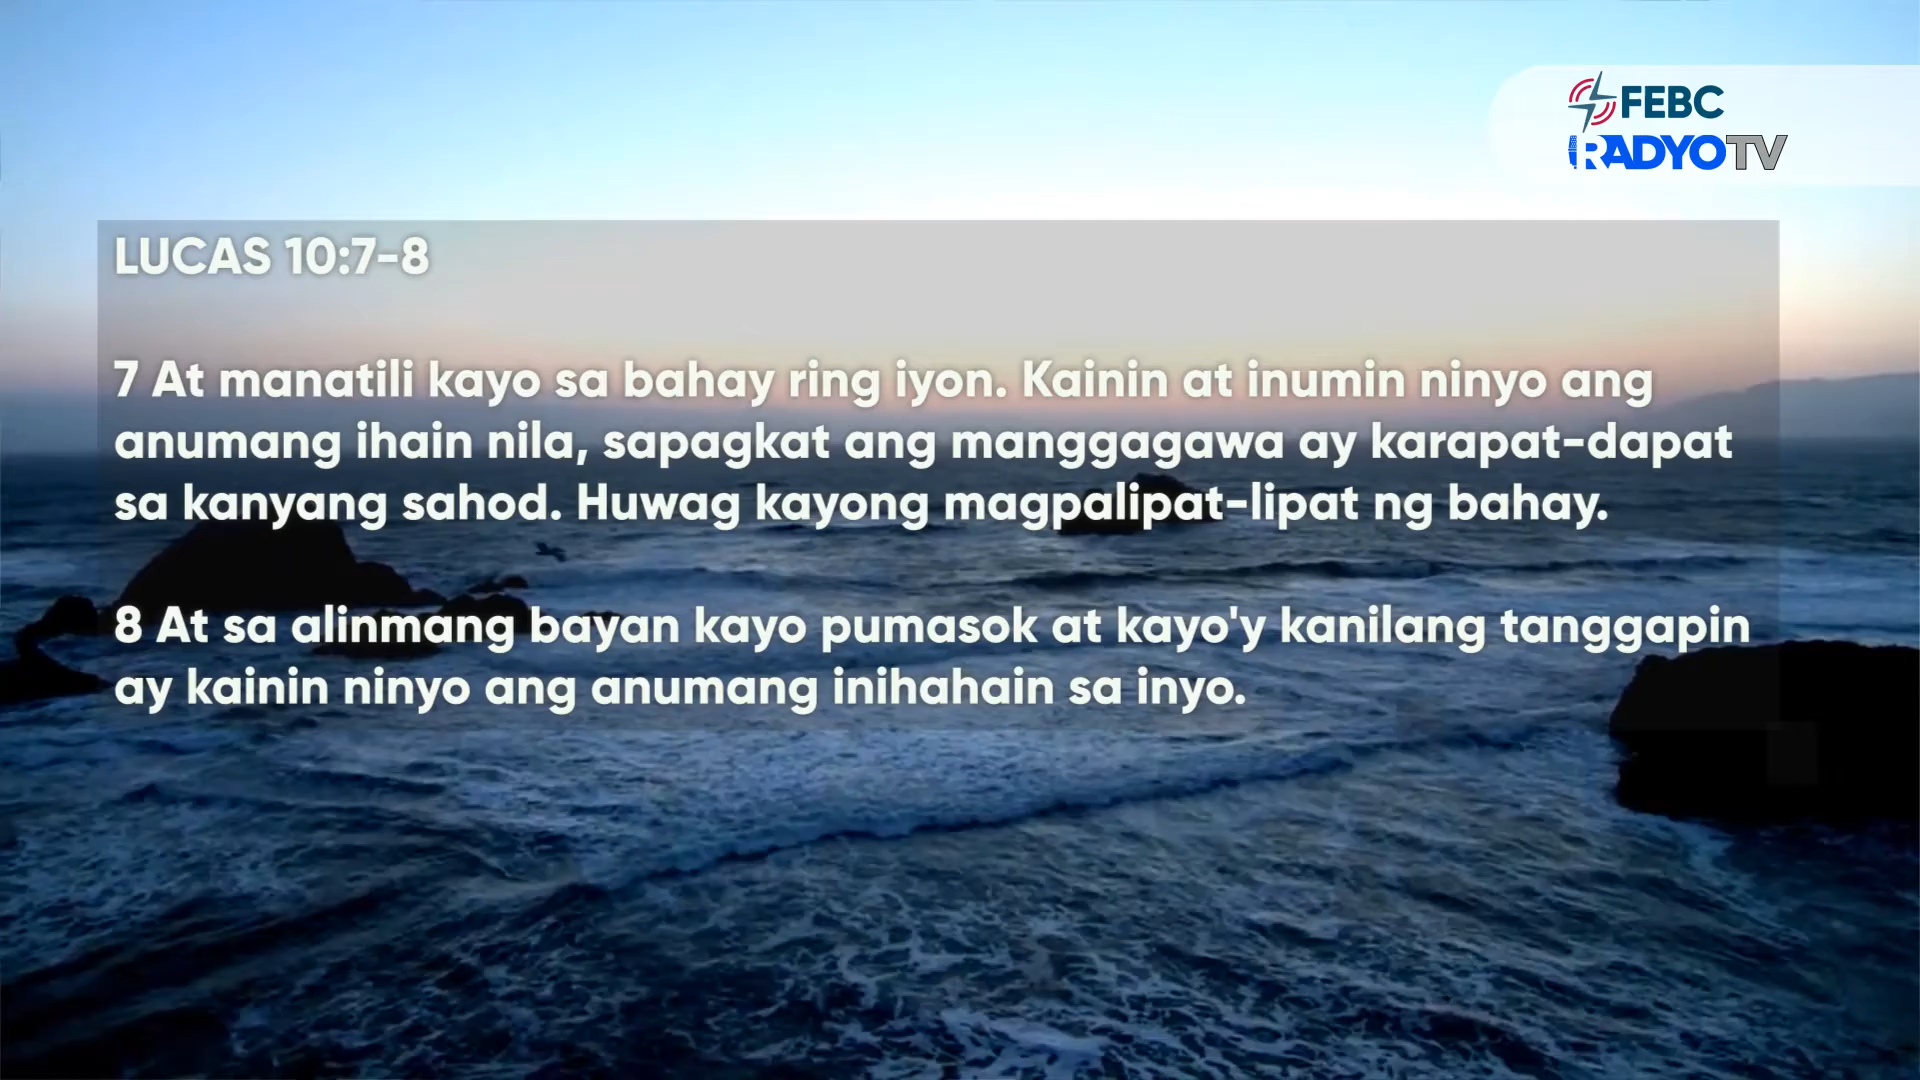 FEBC
RADYOTV
LUCAS 10:7-8
7 At manatili kayo sa bahay ring iyon. Kainin at inumin ninyo ang
anumang ihain nila, sapagkat ang manggagawa ay karapat-dapat
sa kanyang sahod. Huwag kayong magpalipat-lipat ng bahay.
8 At sa alinmang bayan kayo pumasok at kayo'y kanilang tanggapin
ay kainin ninyo ang anumang inihahain sa inyo.